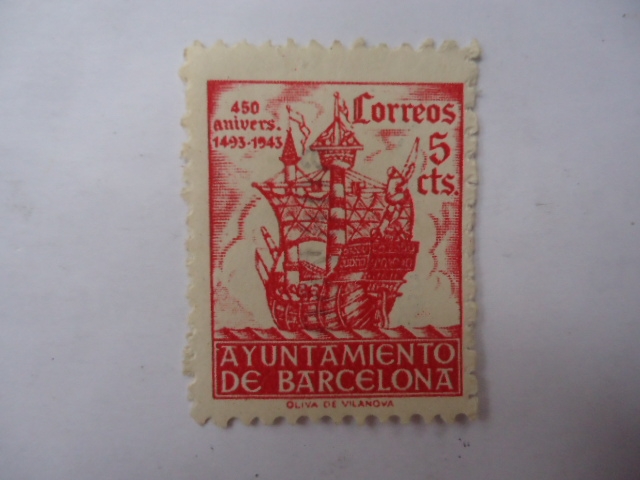 450
anivers.
1493-1943
Correos
5
cts.
AYUNTAMIENTO
DE BARCELONA
OLIVA DE VILANOVA